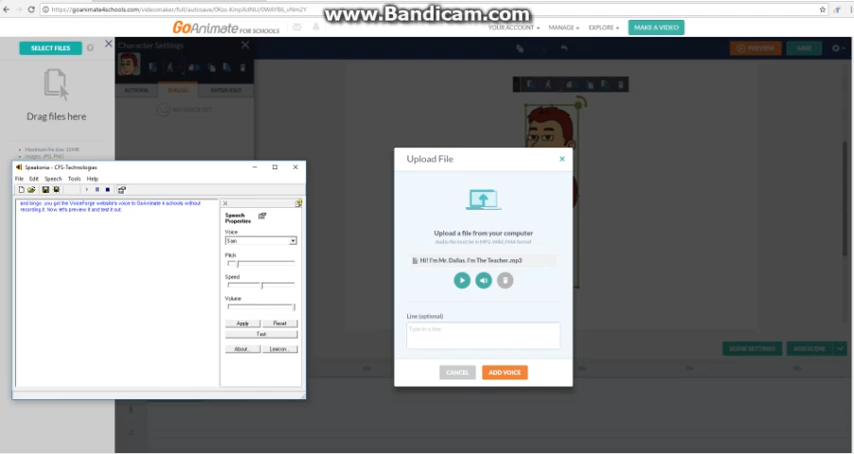 https://goanimate4schools.com/videomaker/full/autosave/
www.Bandicam.com
GoAnimate FOR SCHOOLS
YOUR ACCOUNT
MANAGE
EXPLORE
MAKE A VIDEO
SELECT FILES
Character Settings
PREVIEW
SAVE
Drag files here
Maximum file size: 15MB
Speakonia - CFS-Technologies
File Edit Speech Tools Help
and bingo you got the VoiceForge website's voice to GoAnimate 4 schools without
recording it. Now let's preview it and test it out.
Speech
Properties
Voice
Sam
Pitch
Speed
Volume
Apply
Reset
Test
About...
Lexicon...
Upload File
Upload a file from your computer
Hi! I'm Mr. Dallas. I'm The Teacher.mp3
Line (optional)
Type in a line
CANCEL
ADD VOICE
ADD SCENE